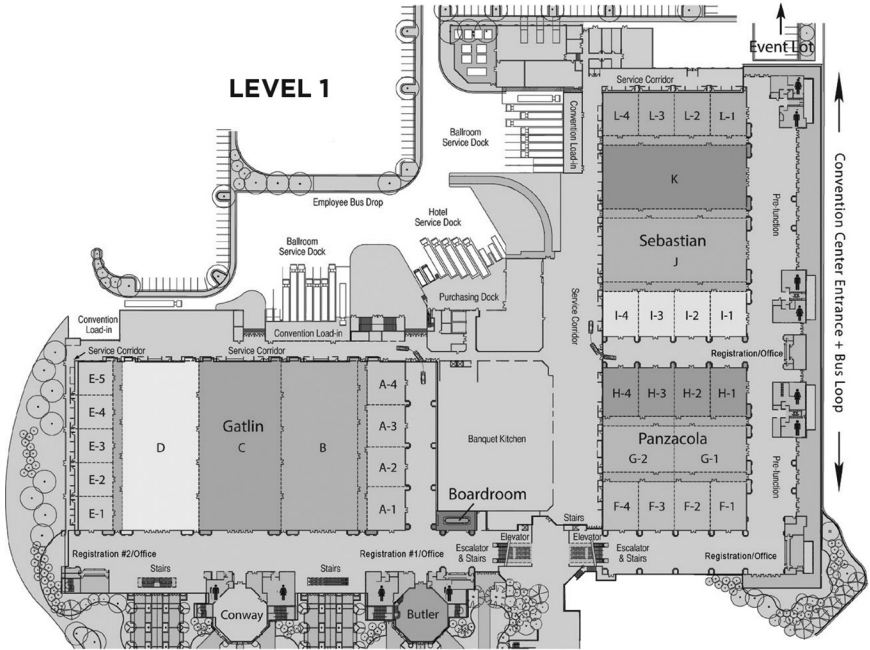 Event Lot
LEVEL 1
Service Corridor
L-4
L-3
L-2
L-1
Convention Load-in
Ballroom
Service Dock
K
Pre-function
Employee Bus Drop
Convention Center Entrance + Bus Loop
Hotel
Service Dock
Sebastian
J
Ballroom
Service Dock
Purchasing Dock
Service Corridor
I-4
I-3
I-2
I-1
Convention
Load-in
Convention Load-in
Service Corridor
Service Corridor
Registration/Office
E-5
A-4
H-4
H-3
H-2
H-1
E-4
Gatlin
A-3
Banquet Kitchen
Panzacola
E-3
D
C
B
G-2
G-1
E-2
A-2
Pre-function
Boardroom
E-1
A-1
F-4
F-3
F-2
F-1
Stairs
Elevator
Elevator
Registration #2/Office
Registration #1/Office
Escalator
& Stairs
Escalator
& Stairs
Registration/Office
Stairs
Stairs
Conway
Butler